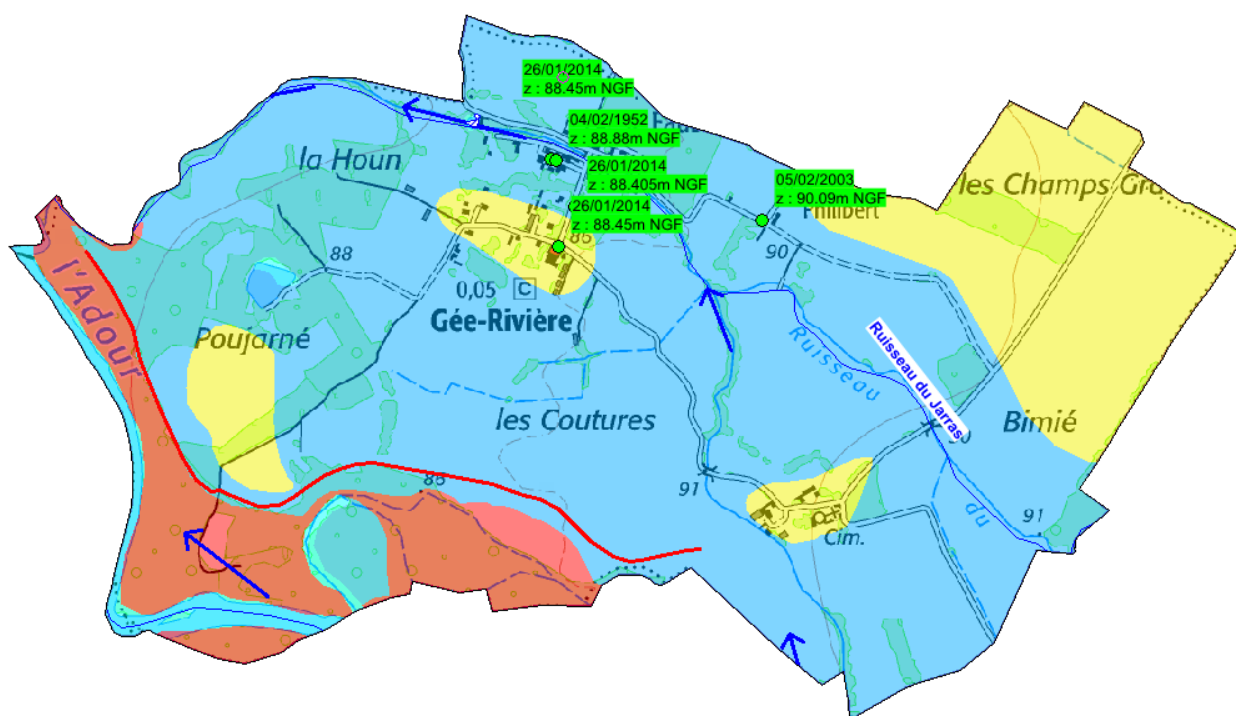 26/01/2014
z : 88.45m NGF
04/02/1952
z : 88.88m NGF
la Houn
26/01/2014
z : 88.405m NGF
05/02/2003
z : 90.09m NGF
les Champs
26/01/2014
z : 88.45m NGF
Philibert
88
90
l'Adour
0,05 C
Gée-Rivière
Poujarné
Ruisseau
Ruisseau du Jarras
les Coutures
Bimié
91
du
91
Cim.